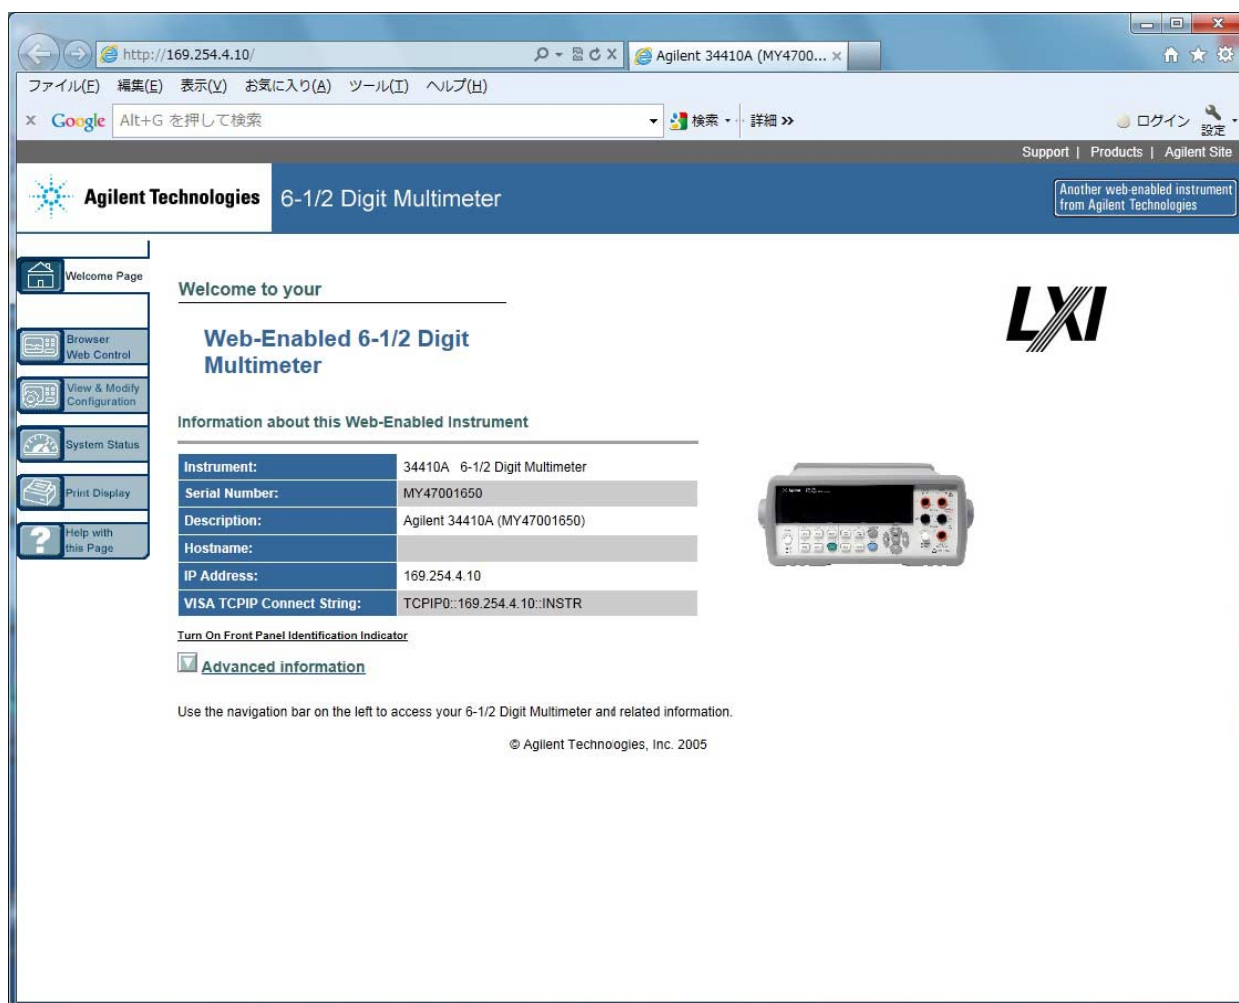 http://169.254.4.10/
Agilent 34410A (MY4700...
ファイル(F) 編集(E) 表示(V) お気に入り(A) ツール(T) ヘルプ(H)
x Google Alt+G を押して検索 検索 詳細 » ログイン 設定
Support | Products | Agilent Site
Agilent Technologies
6-1/2 Digit Multimeter
Another web-enabled instrument
from Agilent Technologies
Welcome Page
Browser
Web Control
View & Modify
Configuration
System Status
Print Display
? Help with
this Page
Welcome to your
Web-Enabled 6-1/2 Digit
Multimeter
LXI
Information about this Web-Enabled Instrument
Instrument: 34410A 6-1/2 Digit Multimeter
Serial Number: MY47001650
Description: Agilent 34410A (MY47001650)
Hostname:
IP Address: 169.254.4.10
VISA TCPIP Connect String: TCPIP0::169.254.4.10::INSTR
Turn On Front Panel Identification Indicator
Advanced information
Use the navigation bar on the left to access your 6-1/2 Digit Multimeter and related information.
© Agilent Technologies, Inc. 2005